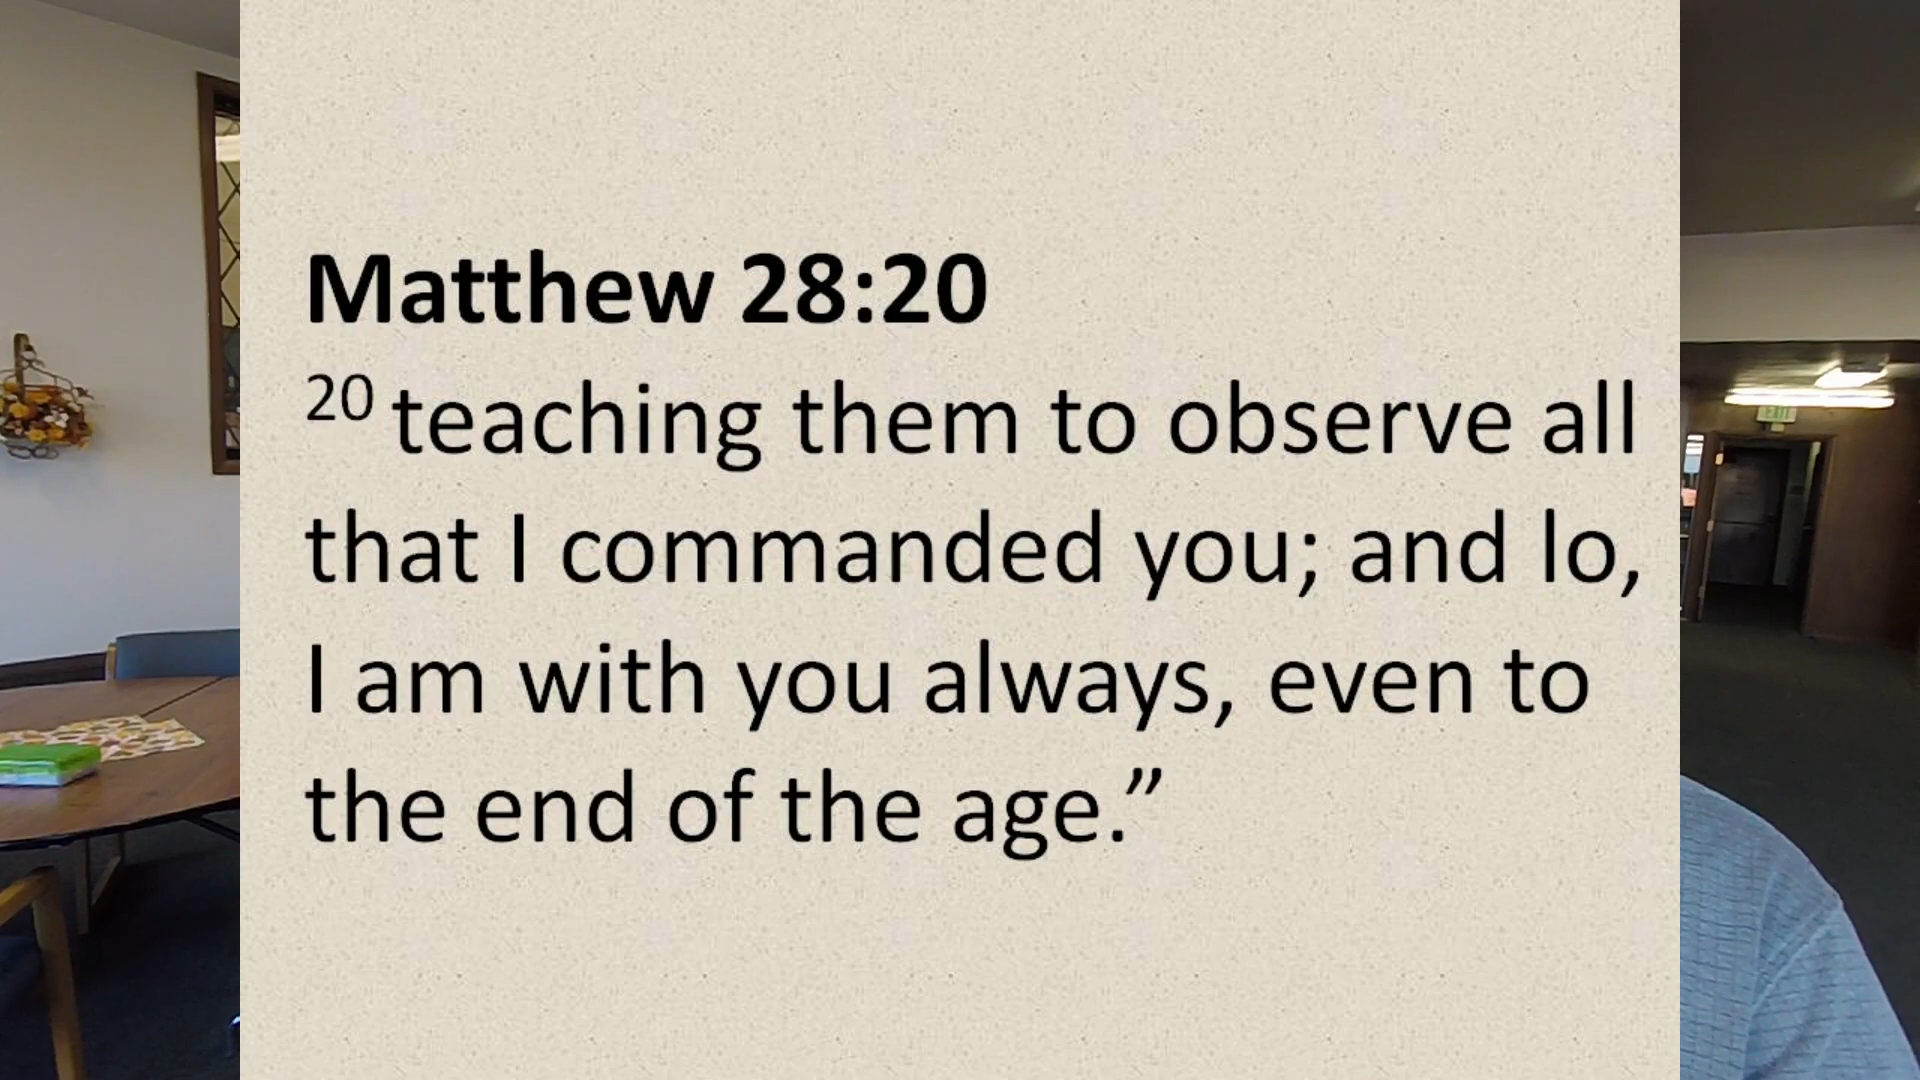 Matthew 28:20
20 teaching them to observe all
that I commanded you; and lo,
I am with you always, even to
the end of the age.”
EXIT